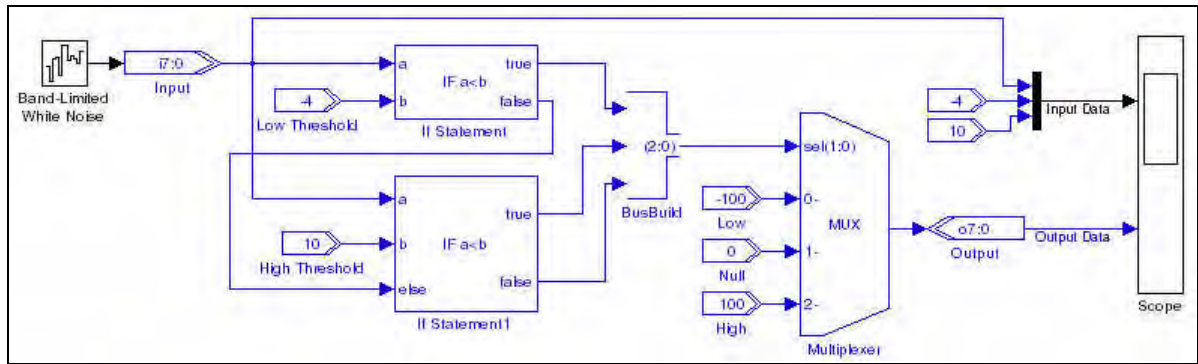 Band-Limited
White Noise
i7:0
Input
a
b
IF a<b
true
false
If Statement
-4
Low Threshold
a
b
else
IF a<b
true
false
If Statement1
10
High Threshold
(2:0)
BusBuild
sel(1:0)
0-
1-
2-
MUX
Multiplexer
-100
Low
0
Null
100
High
o7:0
Output
-4
10
Input Data
Output Data
Scope